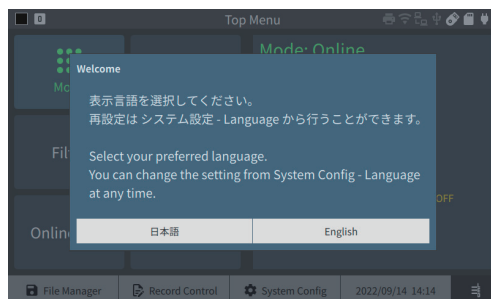 0
Top Menu
Mode: Online
Welcome
表示言語を選択してください。
再設定は システム設定 - Language から行うことができます。
Select your preferred language.
You can change the setting from System Config - Language
at any time.
OFF
日本語
English
Online
File Manager
Record Control
System Config
2022/09/14 14:14